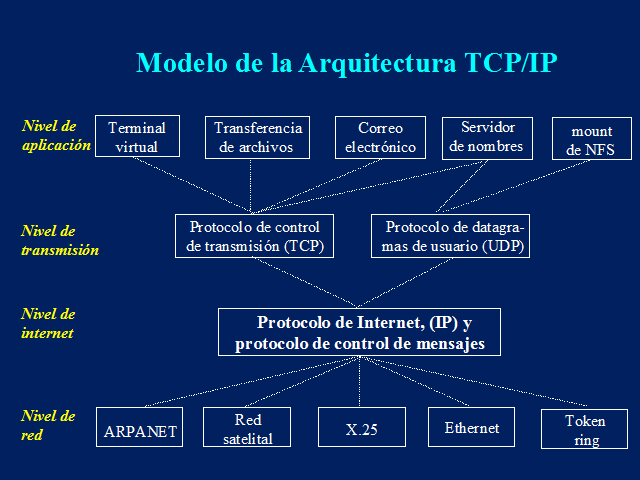 Modelo de la Arquitectura TCP/IP
Nivel de
aplicación
Terminal
virtual
Transferencia
de archivos
Correo
electrónico
Servidor
de nombres
mount
de NFS
Nivel de
transmisión
Protocolo de control
de transmisión (TCP)
Protocolo de datagra-
mas de usuario (UDP)
Nivel de
internet
Protocolo de Internet, (IP) y
protocolo de control de mensajes
Nivel de
red
ARPANET
Red
satelital
X.25
Ethernet
Token
ring